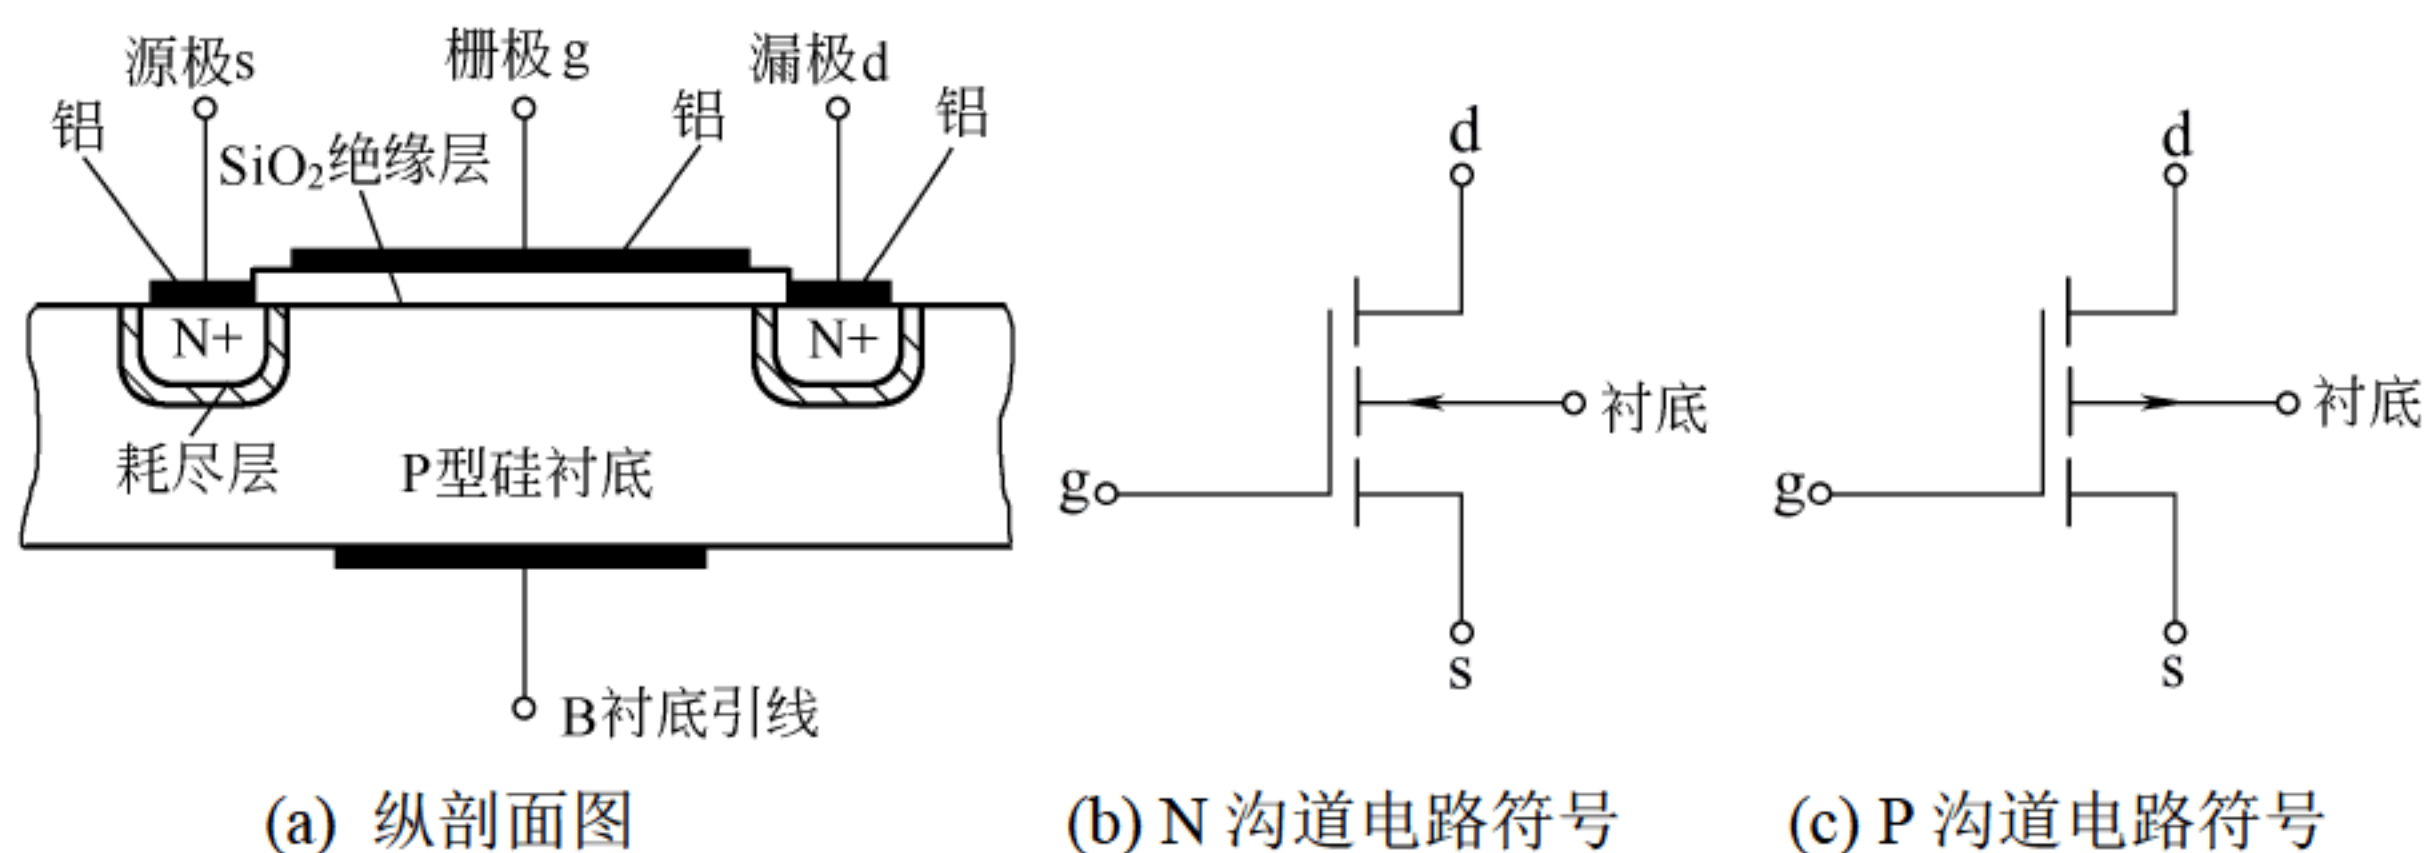 源极s
栅极 g
漏极d
铝
铝
铝
SiO₂绝缘层
N+
N+
耗尽层
P型硅衬底
B衬底引线
(a) 纵剖面图
d
衬底
g
s
(b) N 沟道电路符号
d
衬底
g
s
(c) P 沟道电路符号